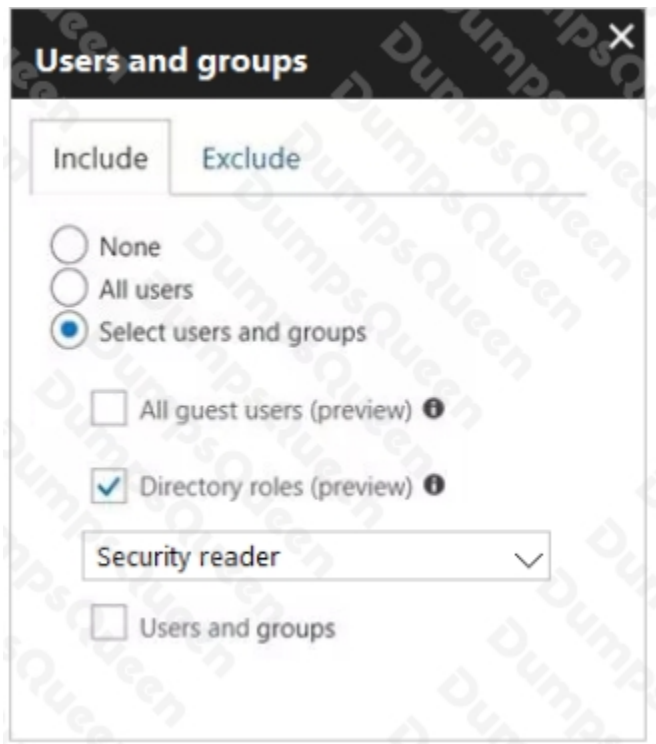 Users and groups
Include Exclude
None
All users
Select users and groups
All guest users (preview)
Directory roles (preview)
Security reader
Users and groups
DumpsQueen